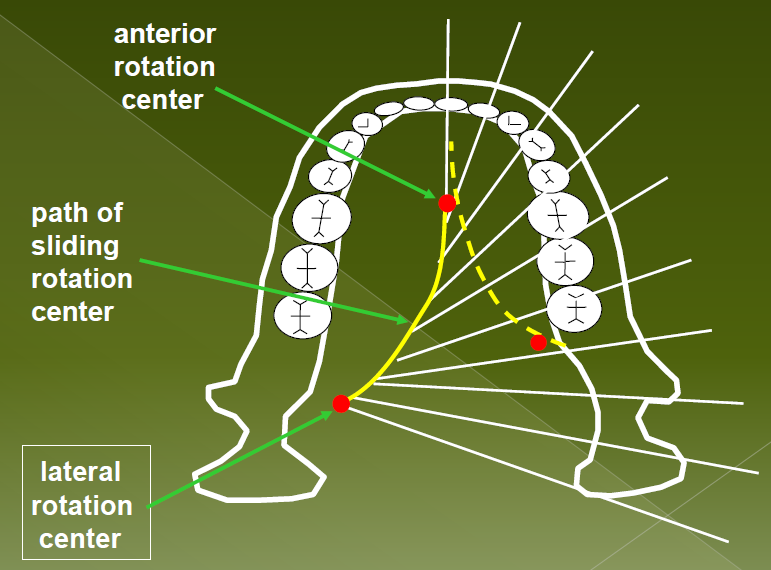 anterior
rotation
center
path of
sliding
rotation
center
lateral
rotation
center